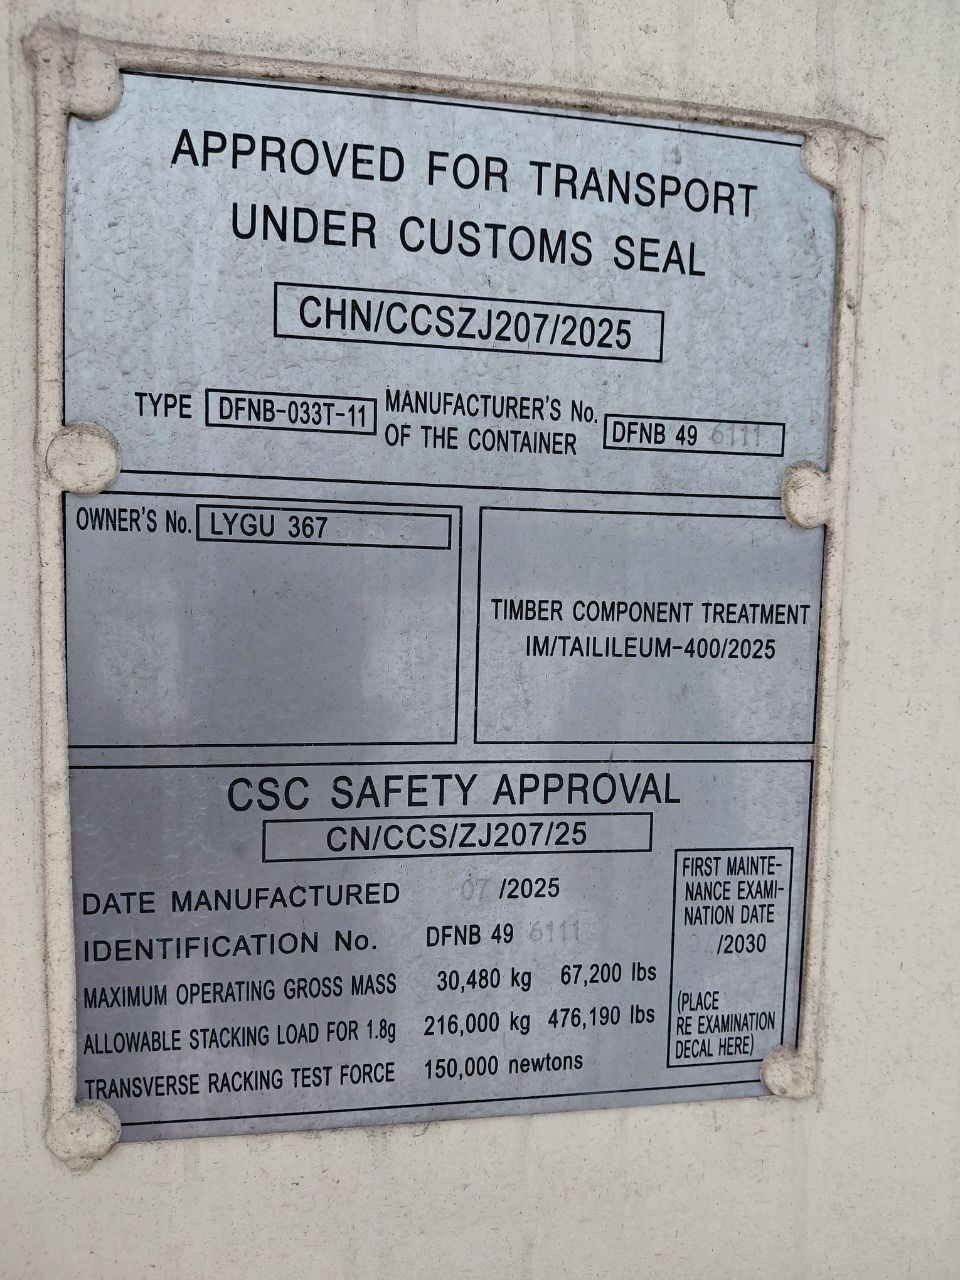 APPROVED FOR TRANSPORT
UNDER CUSTOMS SEAL
CHN/CCSZJ207/2025
TYPE DFNB-033T-11 MANUFACTURER'S No.
OF THE CONTAINER DFNB 49 6111
OWNER'S No. LYGU 367
TIMBER COMPONENT TREATMENT
IM/TAILILEUM-400/2025
CSC SAFETY APPROVAL
CN/CCS/ZJ207/25
DATE MANUFACTURED 07 /2025
IDENTIFICATION No. DFNB 49 6111
MAXIMUM OPERATING GROSS MASS 30,480 kg 67,200 lbs
ALLOWABLE STACKING LOAD FOR 1.8g 216,000 kg 476,190 lbs
TRANSVERSE RACKING TEST FORCE 150,000 newtons
FIRST MAINTE-
NANCE EXAMI-
NATION DATE
/2030
(PLACE
RE EXAMINATION
DECAL HERE)